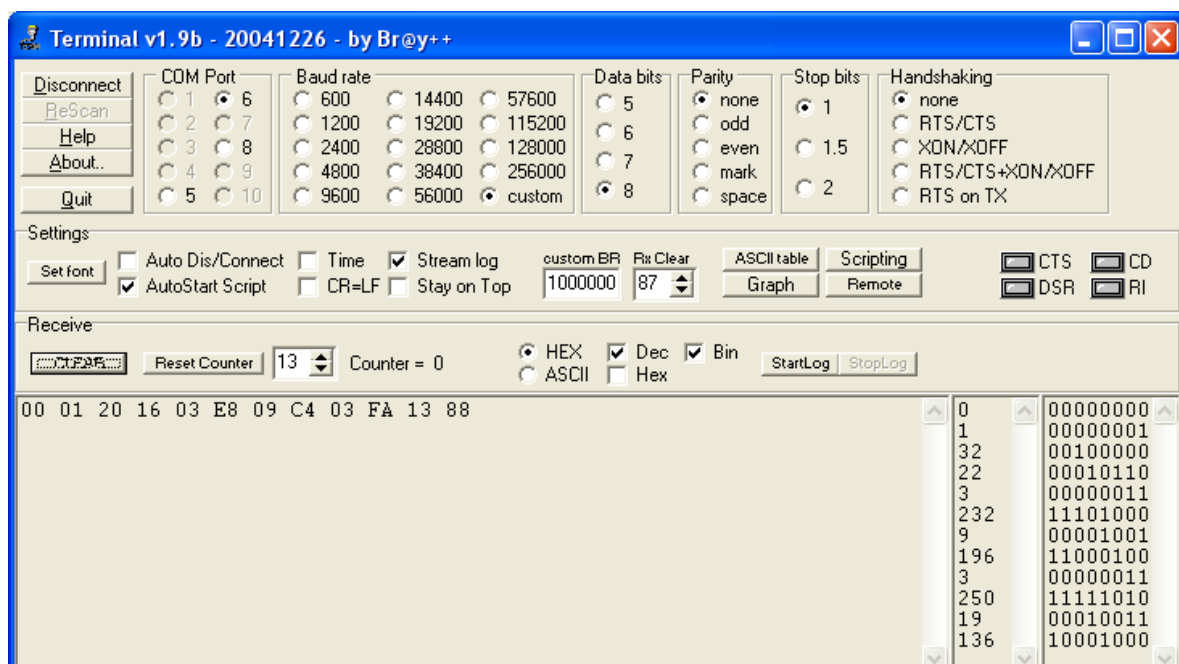 Terminal v1.9b - 20041226 - by Br@y++
Disconnect
ReScan
Help
About..
Quit
COM Port
1 6
2 7
3 8
4 9
5 10
Baud rate
600 14400 57600
1200 19200 115200
2400 28800 128000
4800 38400 256000
9600 56000 custom
Data bits
5
6
7
8
Parity
none
odd
even
mark
space
Stop bits
1
1.5
2
Handshaking
none
RTS/CTS
XON/XOFF
RTS/CTS+XON/XOFF
RTS on TX
Settings
Set font
Auto Dis/Connect Time Stream log
AutoStart Script CR=LF Stay on Top
custom BR Rx Clear
1000000 87
ASCII table Scripting
Graph Remote
CTS CD
DSR RI
Receive
CLEAR Reset Counter 13 Counter = 0
HEX Dec Bin
ASCII Hex
StartLog StopLog
00 01 20 16 03 E8 09 C4 03 FA 13 88
0 00000000
1 00000001
32 00100000
22 00010110
3 00000011
232 11101000
9 00001001
196 11000100
3 00000011
250 11111010
19 00010011
136 10001000